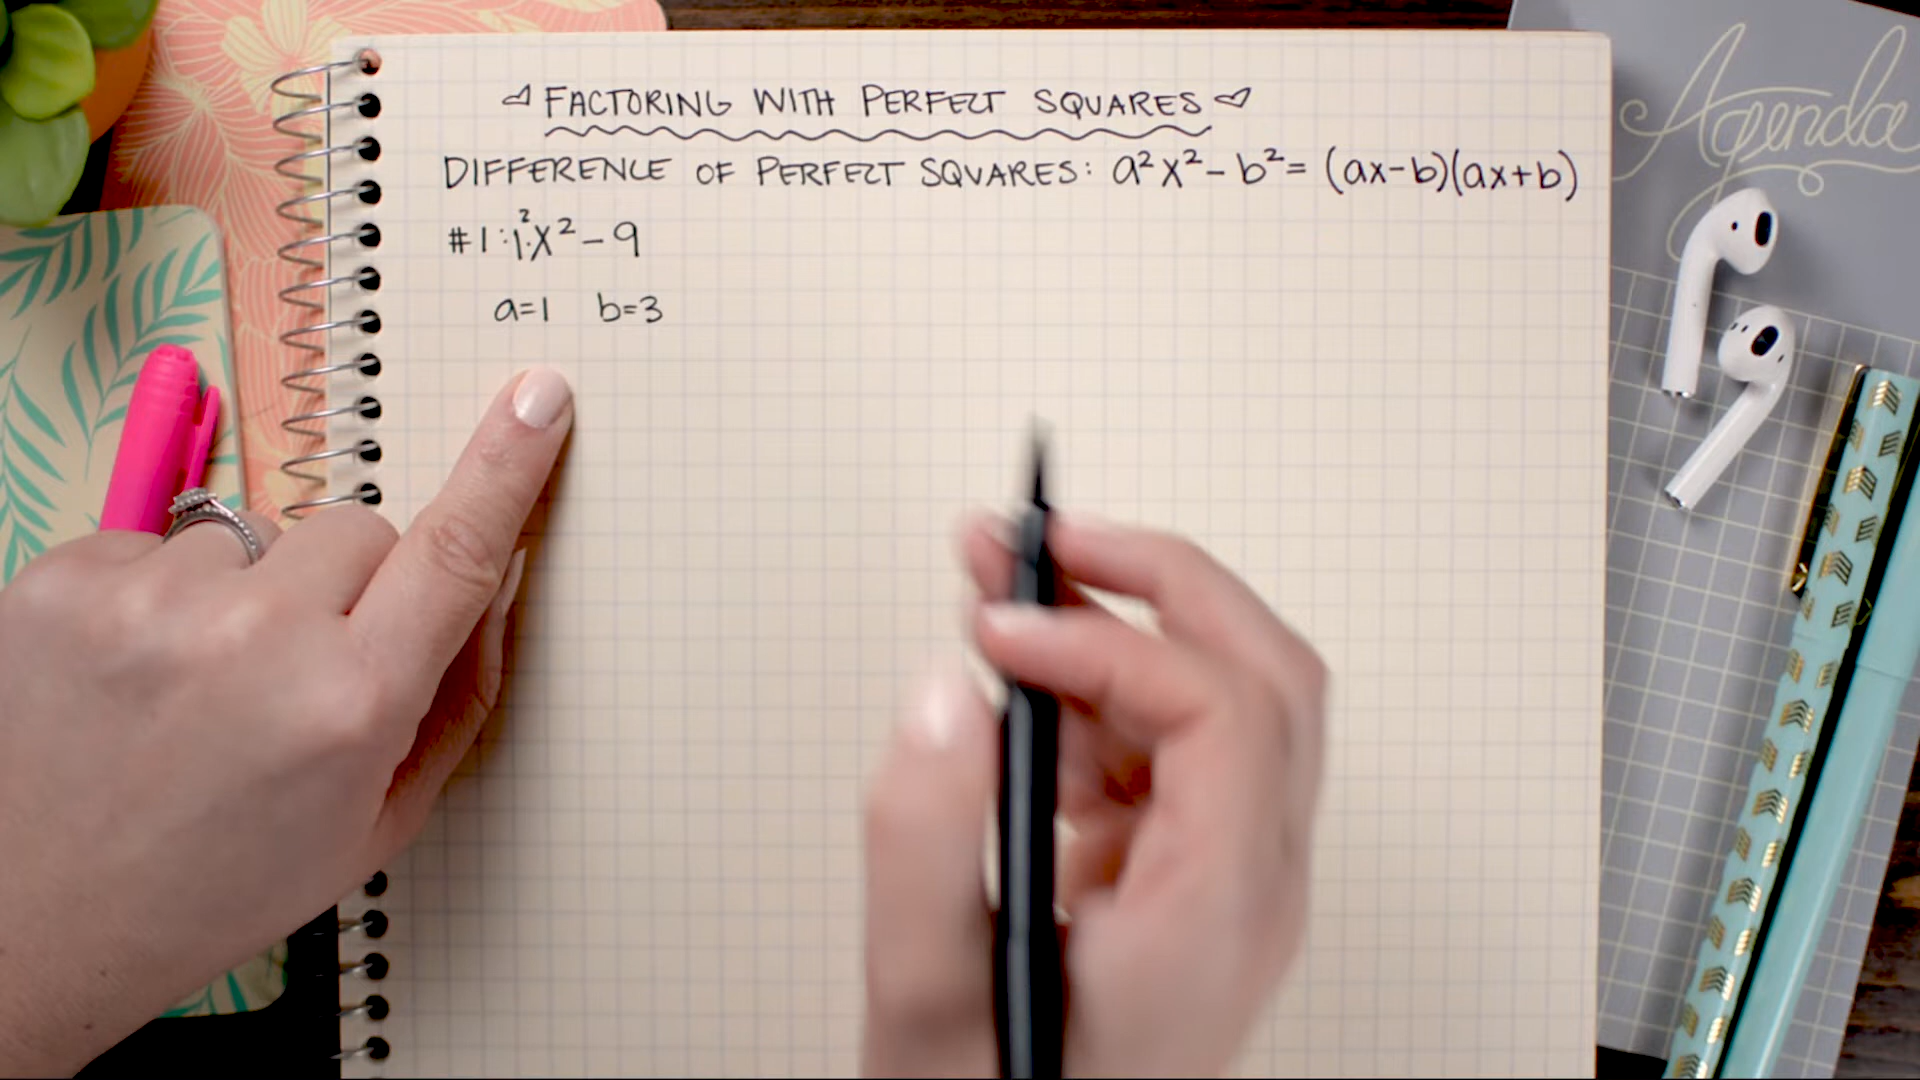 FACTORING WITH PERFECT SQUARES
DIFFERENCE OF PERFECT SQUARES: a²x² - b² = (ax-b)(ax+b)
#1: 1²·x² - 9
a=1 b=3
Agenda